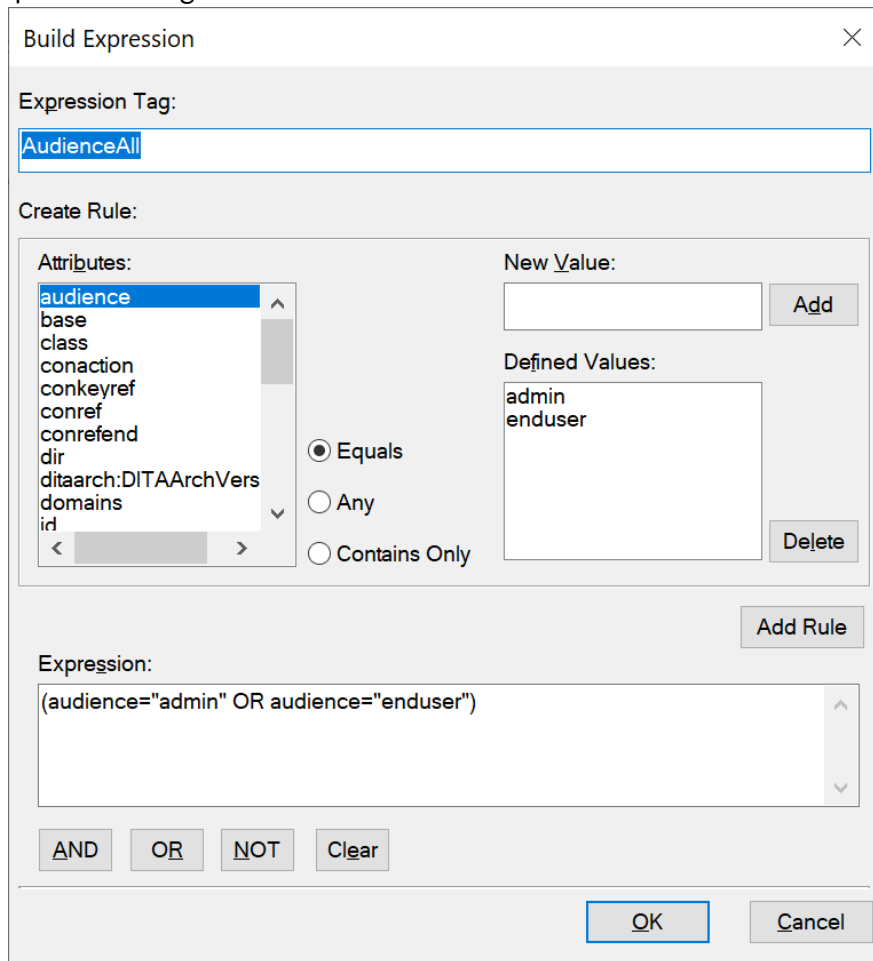 Build Expression
Expression Tag:
AudienceAll
Create Rule:
Attributes:
audience
base
class
conaction
conkeyref
conref
conrefend
dir
ditaarch:DITAArchVers
domains
id
Equals
Any
Contains Only
New Value:
Add
Defined Values:
admin
enduser
Delete
Add Rule
Expression:
(audience="admin" OR audience="enduser")
AND OR NOT Clear
OK Cancel